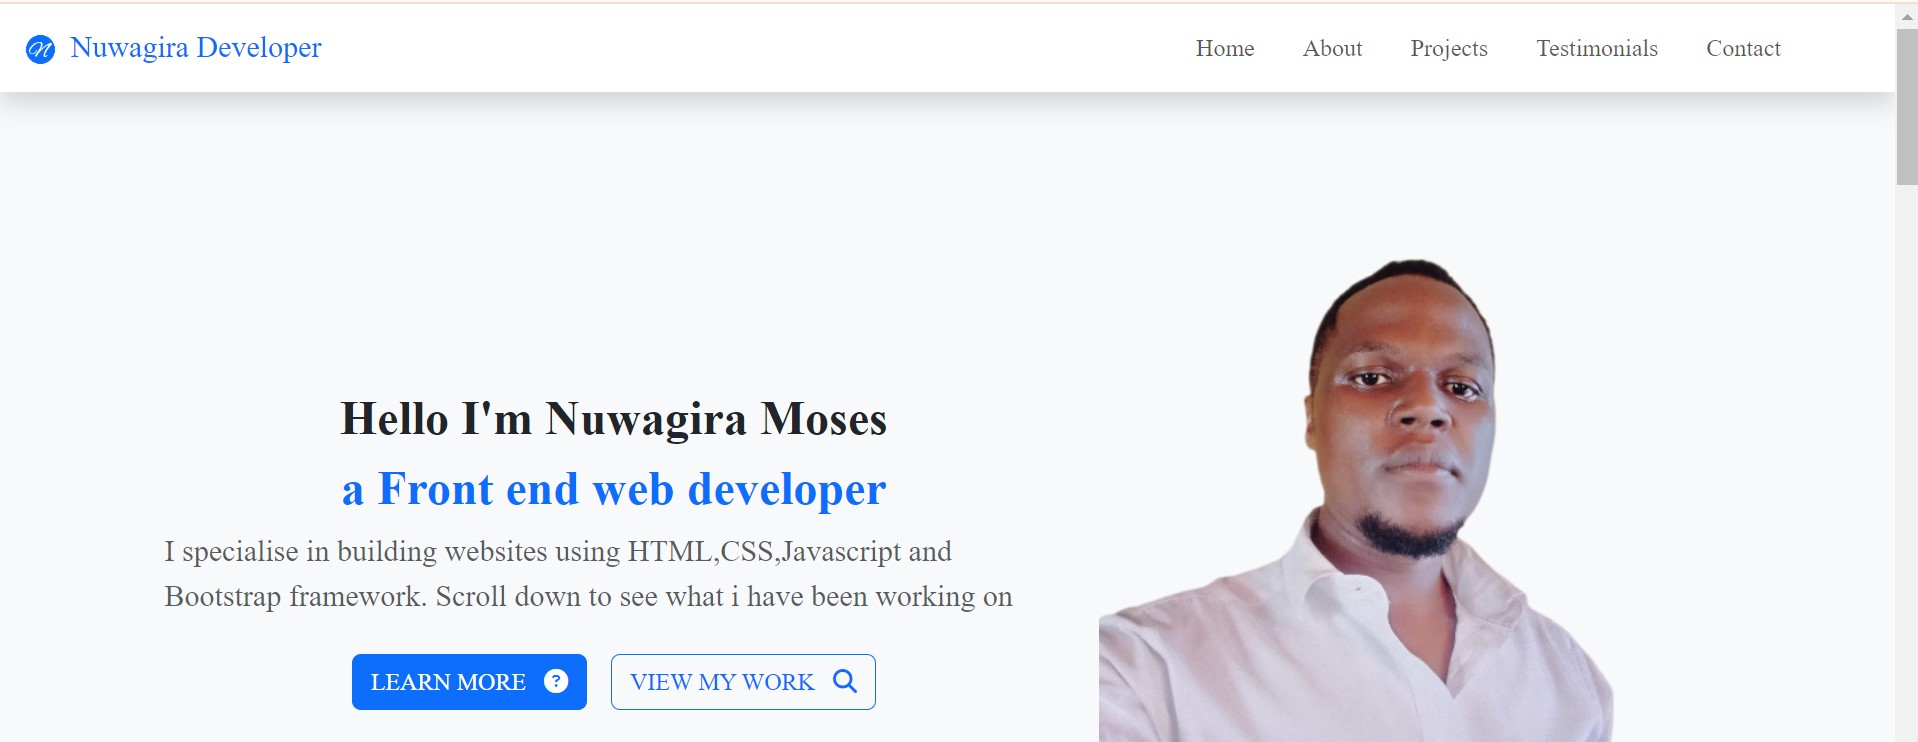 Nuwagira Developer
Home About Projects Testimonials Contact
Hello I'm Nuwagira Moses
a Front end web developer
I specialise in building websites using HTML,CSS,Javascript and
Bootstrap framework. Scroll down to see what i have been working on
LEARN MORE ?
VIEW MY WORK